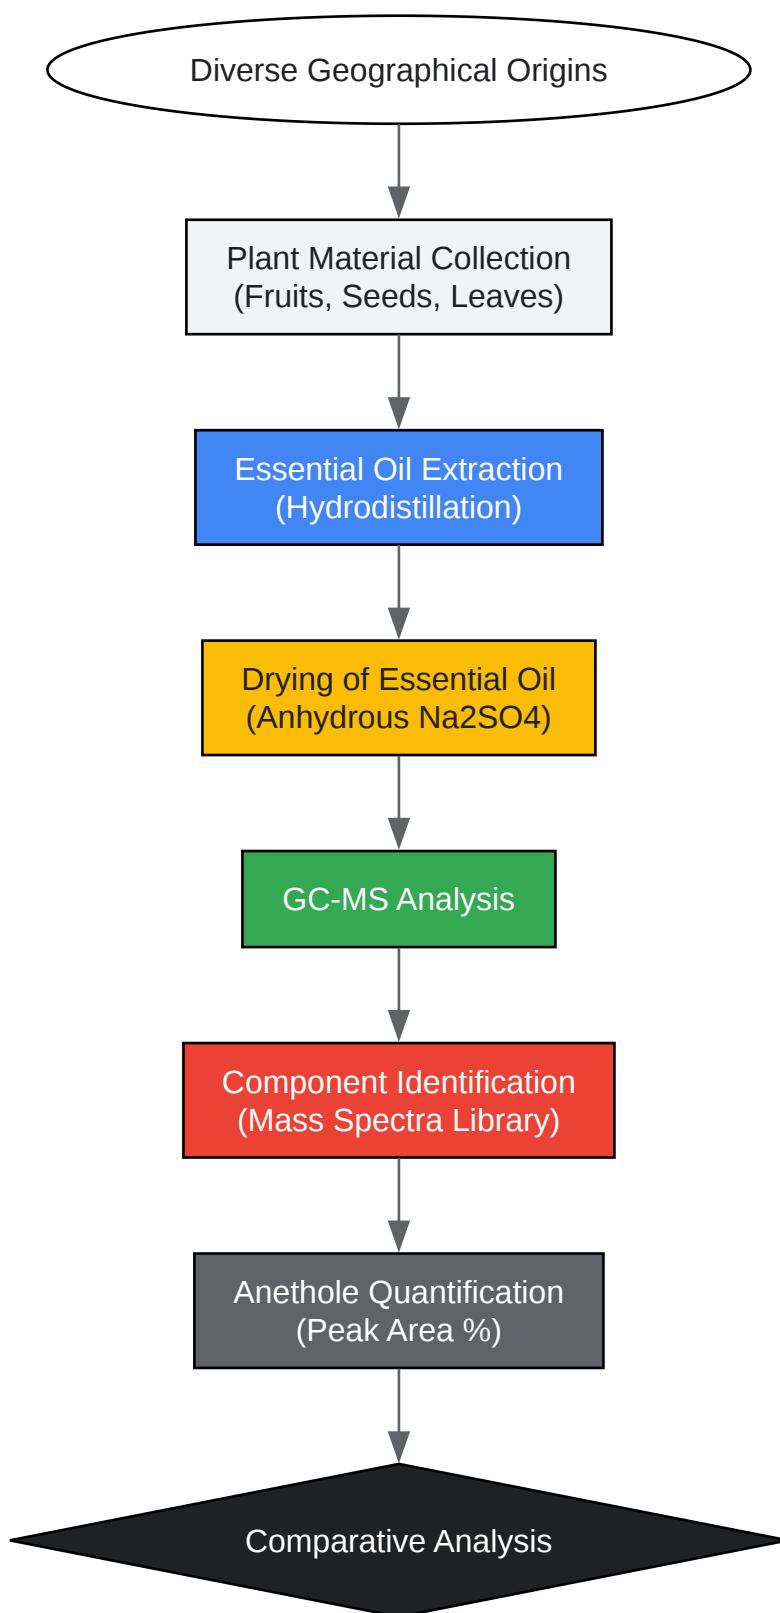 Diverse Geographical Origins
Plant Material Collection
(Fruits, Seeds, Leaves)
Essential Oil Extraction
(Hydrodistillation)
Drying of Essential Oil
(Anhydrous Na2SO4)
GC-MS Analysis
Component Identification
(Mass Spectra Library)
Anethole Quantification
(Peak Area %)
Comparative Analysis